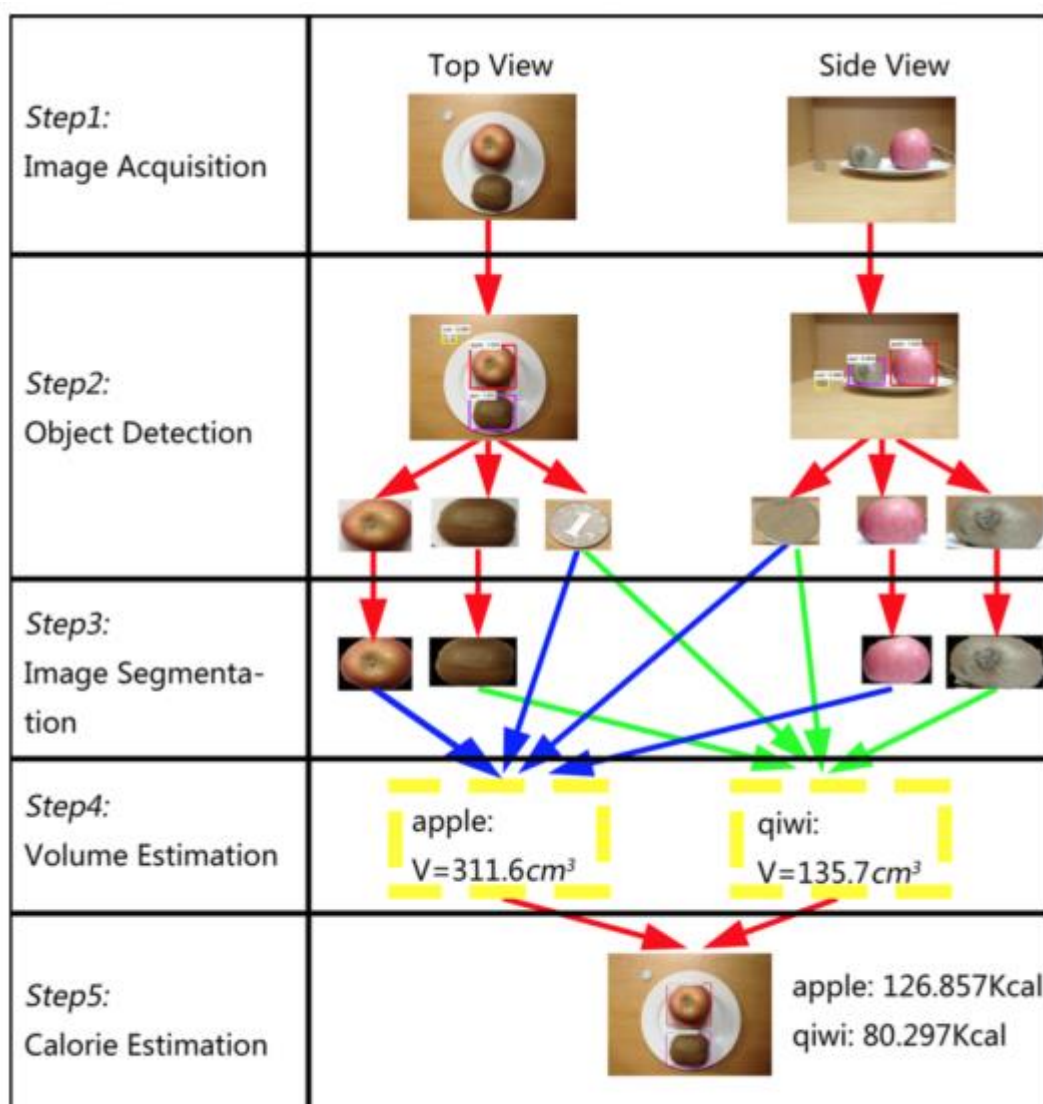 Top View
Side View
Step1:
Image Acquisition
Step2:
Object Detection
1
Step3:
Image Segmenta-
tion
Step4:
Volume Estimation
apple:
V=311.6cm³
qiwi:
V=135.7cm³
Step5:
Calorie Estimation
apple: 126.857Kcal
qiwi: 80.297Kcal